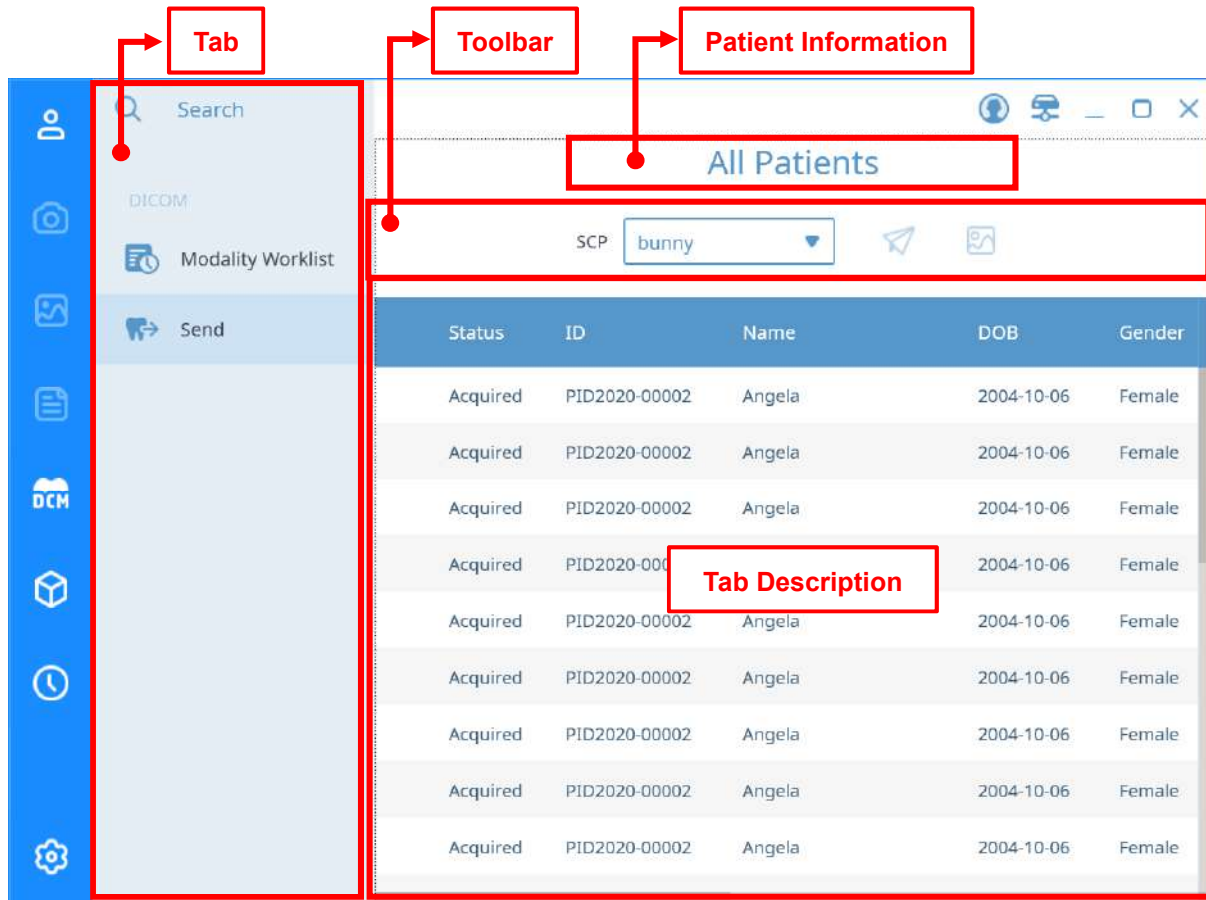 Tab
Toolbar
Patient Information
Search
All Patients
DICOM
SCP bunny
Modality Worklist
Send
DCM
Status ID Name DOB Gender
Acquired PID2020-00002 Angela 2004-10-06 Female
Acquired PID2020-00002 Angela 2004-10-06 Female
Acquired PID2020-00002 Angela 2004-10-06 Female
Acquired PID2020-000 2004-10-06 Female
Tab Description
Acquired PID2020-00002 Angela 2004-10-06 Female
Acquired PID2020-00002 Angela 2004-10-06 Female
Acquired PID2020-00002 Angela 2004-10-06 Female
Acquired PID2020-00002 Angela 2004-10-06 Female
Acquired PID2020-00002 Angela 2004-10-06 Female